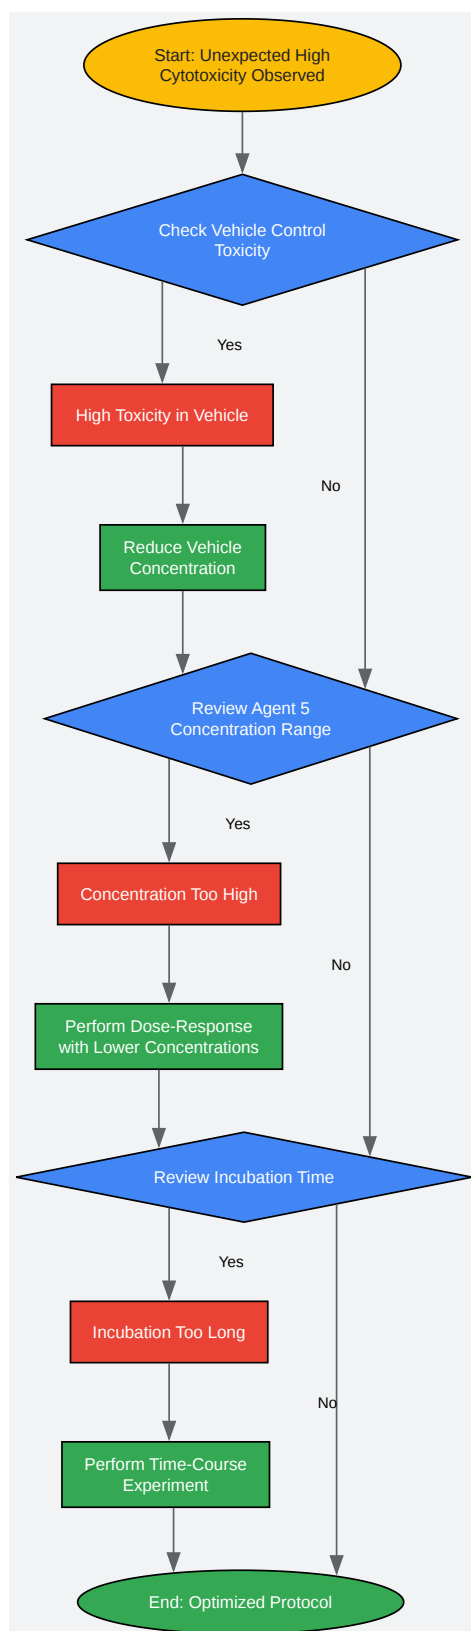 Start: Unexpected High
Cytotoxicity Observed
Check Vehicle Control
Toxicity
Yes
High Toxicity in Vehicle
No
Reduce Vehicle
Concentration
Review Agent 5
Concentration Range
Yes
Concentration Too High
No
Perform Dose-Response
with Lower Concentrations
Review Incubation Time
Yes
Incubation Too Long
No
Perform Time-Course
Experiment
End: Optimized Protocol